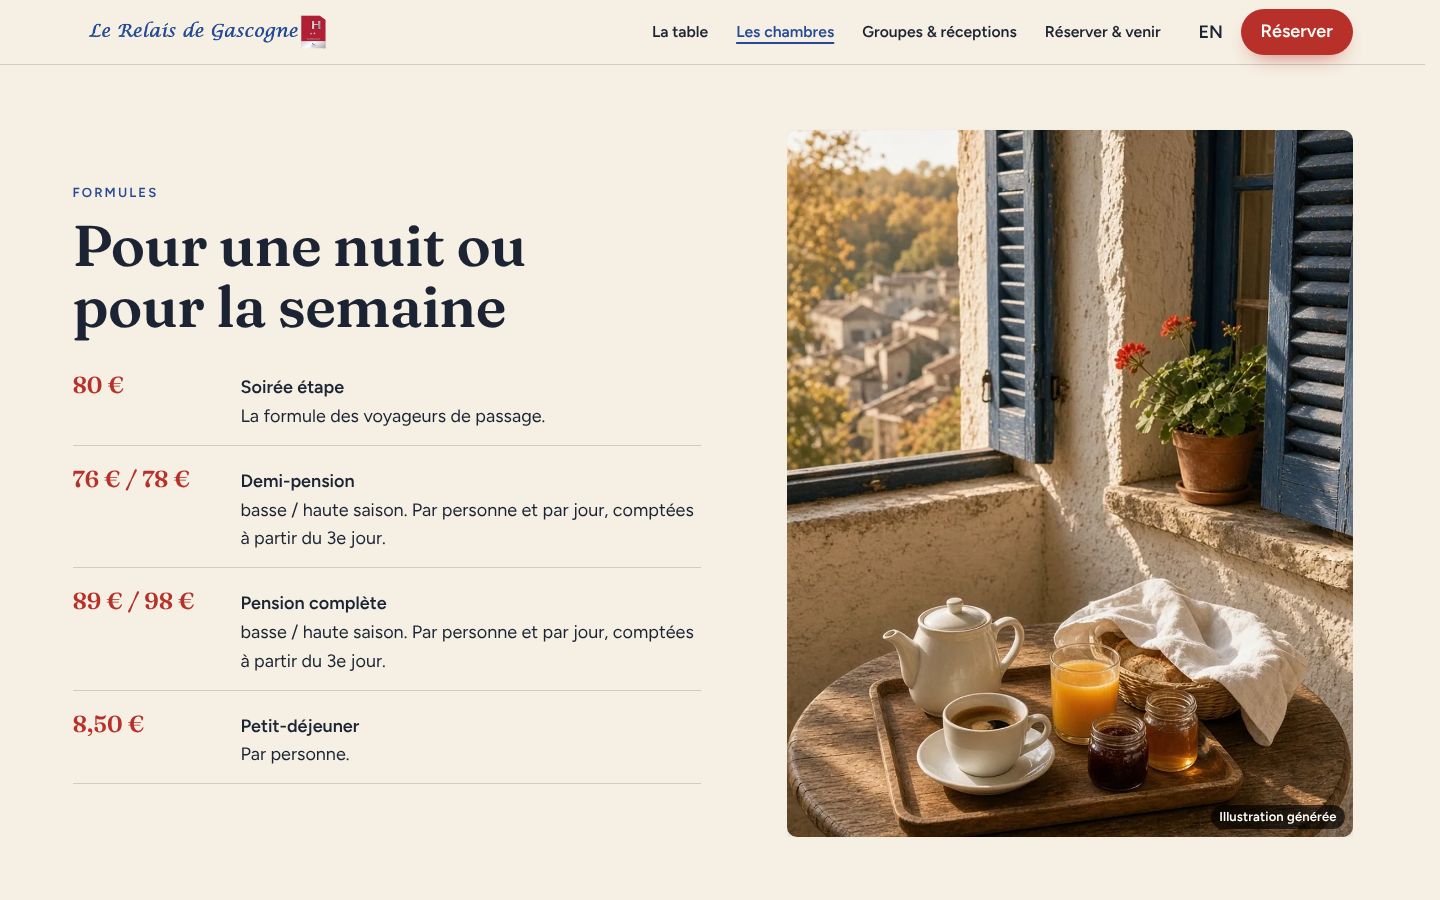 Le Relais de Gascogne
H
La table
Les chambres
Groupes & réceptions
Réserver & venir
EN
Réserver
FORMULES
Pour une nuit ou
pour la semaine
80 €
Soirée étape
La formule des voyageurs de passage.
76 € / 78 €
Demi-pension
basse / haute saison. Par personne et par jour, comptées
à partir du 3e jour.
89 € / 98 €
Pension complète
basse / haute saison. Par personne et par jour, comptées
à partir du 3e jour.
8,50 €
Petit-déjeuner
Par personne.
Illustration générée